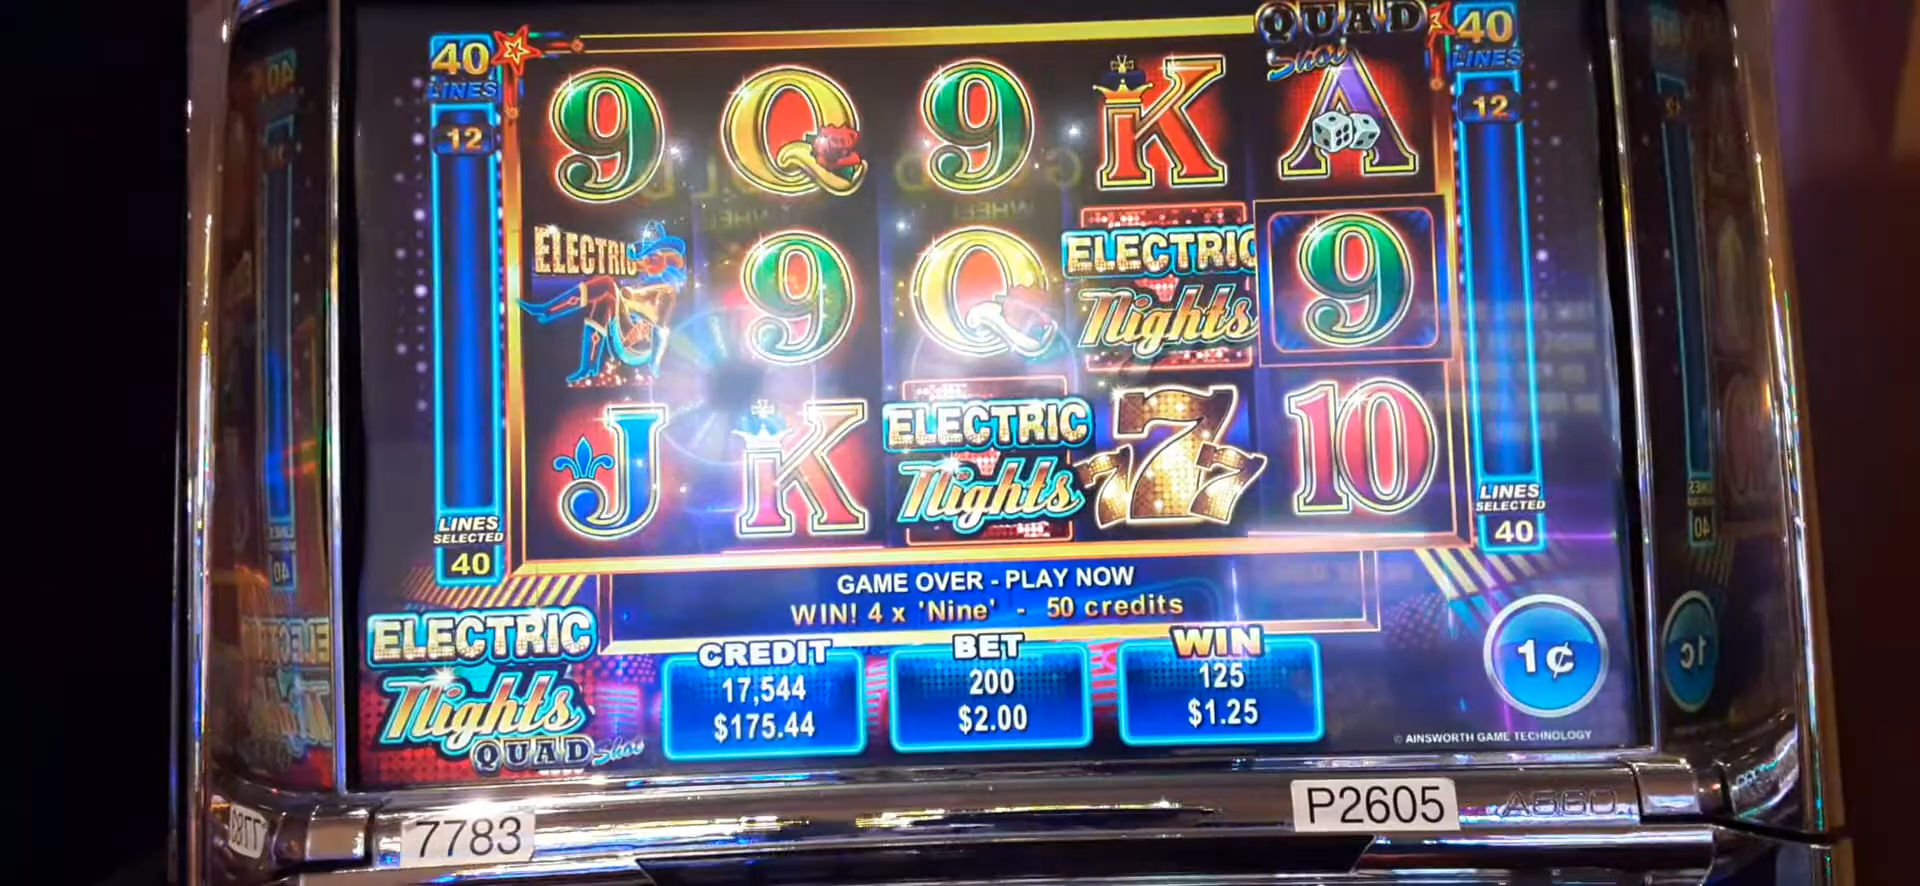 40 LINES
QUAD Shot
40 LINES
12
9 Q 9 K A
12
ELECTRIC 9 Q ELECTRIC Nights 9
J K ELECTRIC Nights 777 10
LINES SELECTED 40
LINES SELECTED 40
GAME OVER - PLAY NOW
WIN! 4 x 'Nine' - 50 credits
ELECTRIC Nights QUAD Shot
CREDIT
17,544
$175.44
BET
200
$2.00
WIN
125
$1.25
1¢
© AINSWORTH GAME TECHNOLOGY
7783
P2605
A560